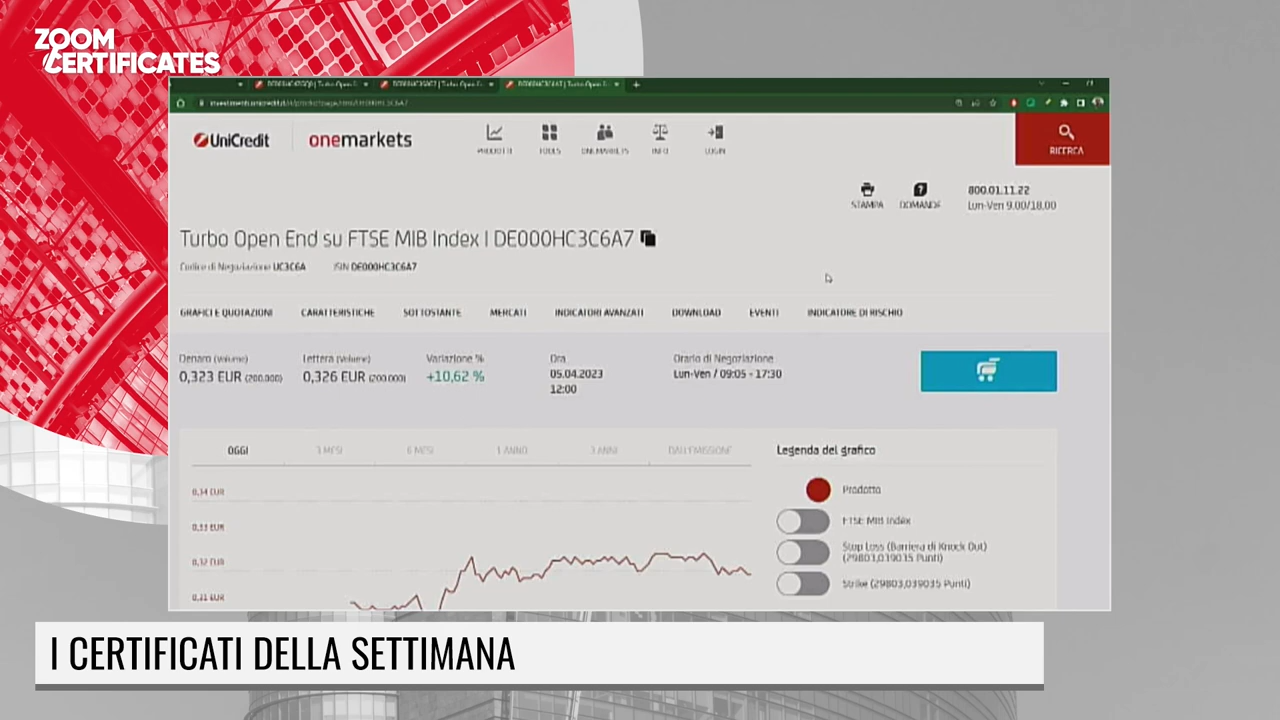 ZOOM
CERTIFICATES
UniCredit
onemarkets
PRODOTTI
TOOLS
ONEMARKETS
INFO
LOGIN
RICERCA
STAMPA
DOMANDE
800.01.11.22
Lun-Ven 9.00/18.00
Turbo Open End su FTSE MIB Index | DE000HC3C6A7
Codice di Negoziazione UC3C6A
ISIN DE000HC3C6A7
GRAFICI E QUOTAZIONI
CARATTERISTICHE
SOTTOSTANTE
MERCATI
INDICATORI AVANZATI
DOWNLOAD
EVENTI
INDICATORE DI RISCHIO
Denaro (Volume)
Lettera (Volume)
Variazione %
Ora
Orario di Negoziazione
0,323 EUR (200.000)
0,326 EUR (200.000)
+10,62 %
05.04.2023
12:00
Lun-Ven / 09:05 - 17:30
OGGI
3 MESI
6 MESI
1 ANNO
3 ANNI
DALL'EMISSIONE
Legenda del grafico
0,34 EUR
0,33 EUR
0,32 EUR
0,31 EUR
Prodotto
FTSE MIB Index
Stop Loss (Barriera di Knock Out)
(29803,039035 Punti)
Strike (29803,039035 Punti)
I CERTIFICATI DELLA SETTIMANA